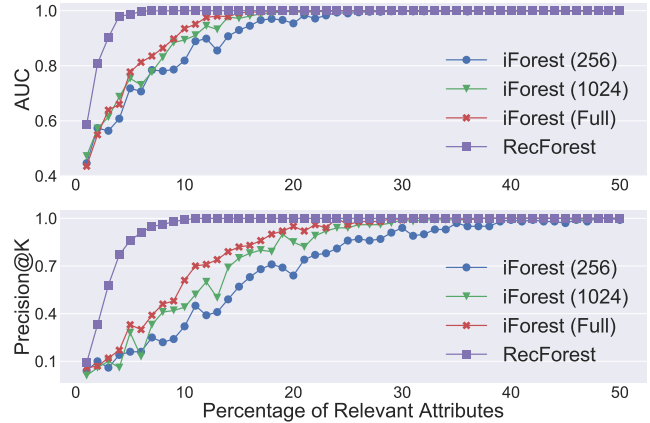 1.0
0.8
0.6
0.4
AUC
iForest (256)
iForest (1024)
iForest (Full)
RecForest
0 10 20 30 40 50
1.0
0.7
0.4
0.1
Precision@K
iForest (256)
iForest (1024)
iForest (Full)
RecForest
0 10 20 30 40 50
Percentage of Relevant Attributes